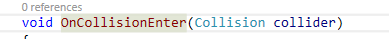 0 references
void OnCollisionEnter(Collision collider)
{